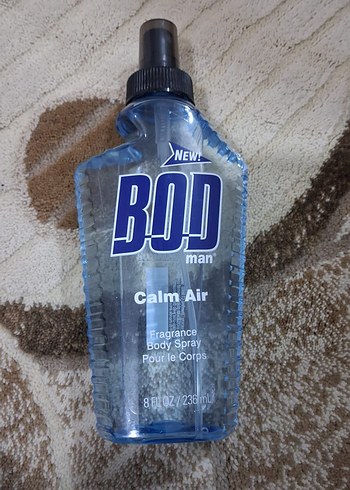 NEW!
BOD
man
Calm Air
Fragrance
Body Spray
Pour le Corps
8 FL OZ / 236 mL